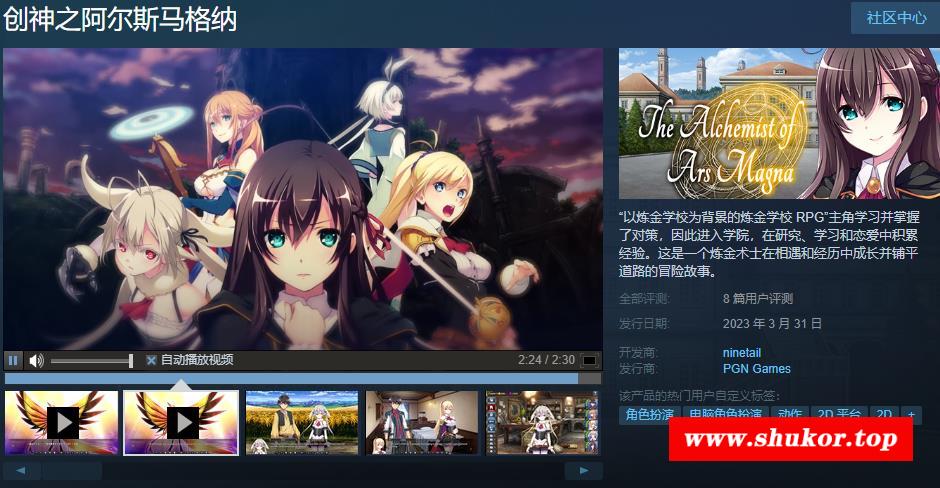 创神之阿尔斯马格纳
社区中心
The Alchemist of
Ars Magna
“以炼金学校为背景的炼金学校 RPG”主角学习并掌握
了对策，因此进入学院，在研究、学习和恋爱中积累
经验。这是一个炼金术士在相遇和经历中成长并铺平
道路的冒险故事。
全部评测: 8 篇用户评测
发行日期: 2023 年 3 月 31 日
开发商: ninetail
发行商: PGN Games
该产品的热门用户自定义标签：
角色扮演 电脑角色扮演 动作 2D 平台 2D +
www.shukor.top
自动播放视频 2:24 / 2:30